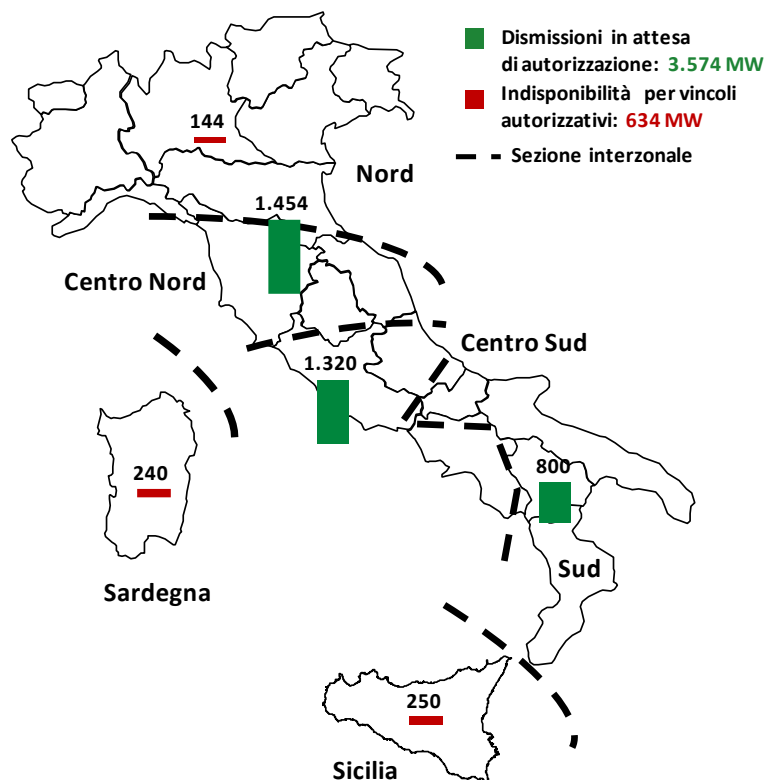 Dismissioni in attesa
di autorizzazione: 3.574 MW
Indisponibilità per vincoli
autorizzativi: 634 MW
Sezione interzonale
144
Nord
1.454
Centro Nord
Centro Sud
1.320
240
800
Sardegna
Sud
250
Sicilia